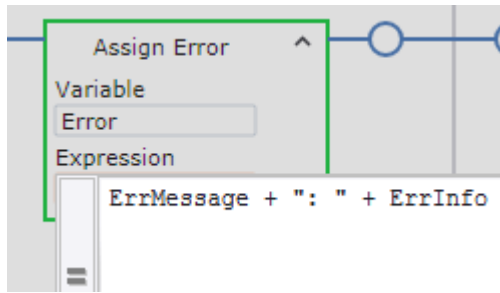 Assign Error
Variable
Error
Expression
ErrMessage + ": " + ErrInfo